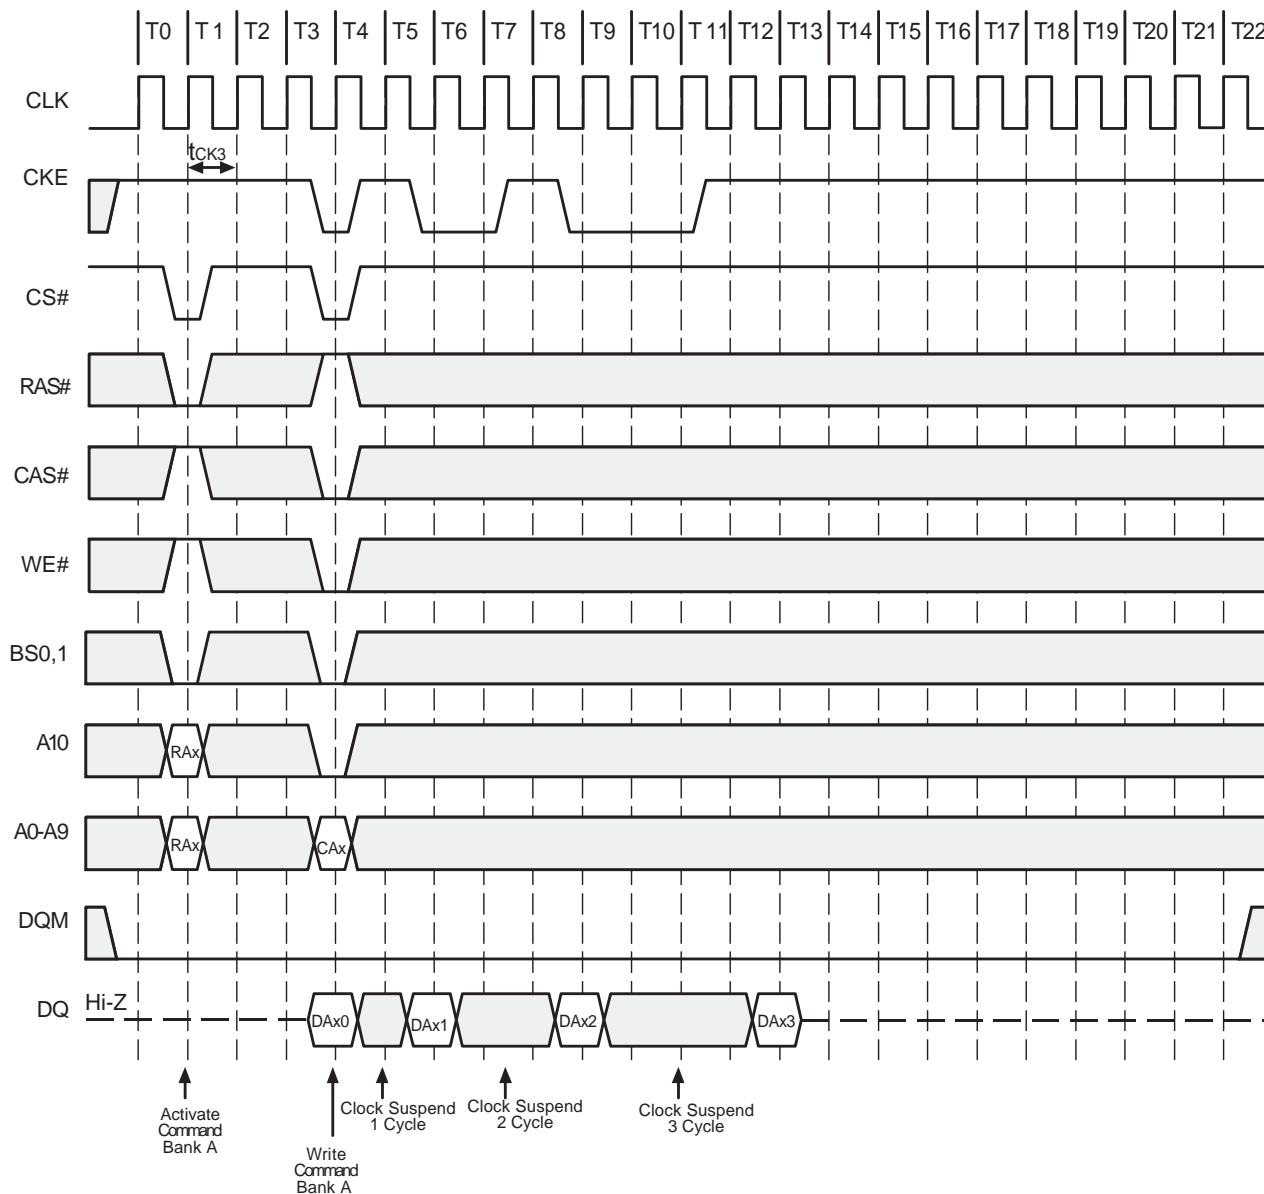 T0 T1 T2 T3 T4 T5 T6 T7 T8 T9 T10 T11 T12 T13 T14 T15 T16 T17 T18 T19 T20 T21 T22
CLK
tCK3
CKE
CS#
RAS#
CAS#
WE#
BS0,1
A10
RAx
A0-A9
RAx CAx
DQM
DQ Hi-Z
DAx0 DAx1 DAx2 DAx3
Activate
Command
Bank A
Write
Command
Bank A
Clock Suspend
1 Cycle
Clock Suspend
2 Cycle
Clock Suspend
3 Cycle